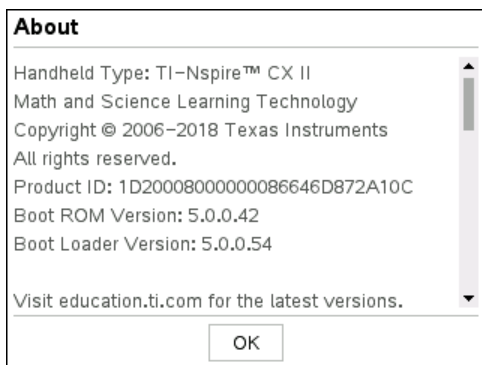 About
Handheld Type: TI-Nspire™ CX II
Math and Science Learning Technology
Copyright © 2006-2018 Texas Instruments
All rights reserved.
Product ID: 1D20008000000086646D872A10C
Boot ROM Version: 5.0.0.42
Boot Loader Version: 5.0.0.54
Visit education.ti.com for the latest versions.
OK